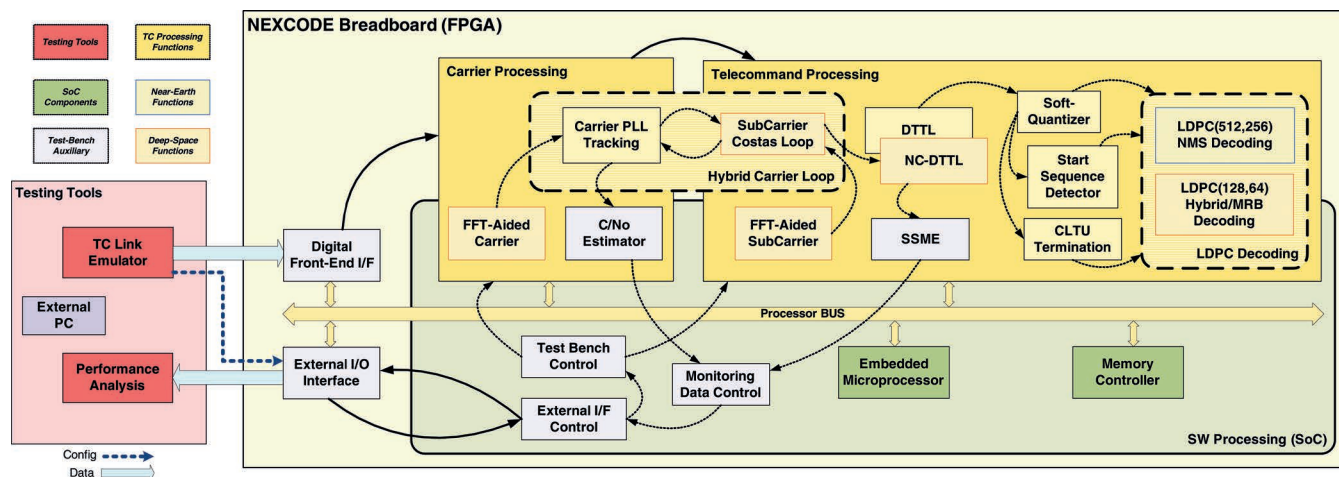 NEXCODE Breadboard (FPGA)
Testing Tools
TC Processing
Functions
SoC
Components
Near-Earth
Functions
Test-Bench
Auxiliary
Deep-Space
Functions
Testing Tools
TC Link
Emulator
External
PC
Performance
Analysis
Config
Data
Digital
Front-End I/F
External I/O
Interface
Carrier Processing
Carrier PLL
Tracking
SubCarrier
Costas Loop
Hybrid Carrier Loop
FFT-Aided
Carrier
C/No
Estimator
Telecommand Processing
FFT-Aided
SubCarrier
DTTL
NC-DTTL
SSME
Soft-
Quantizer
Start
Sequence
Detector
CLTU
Termination
LDPC(512,256)
NMS Decoding
LDPC(128,64)
Hybrid/MRB
Decoding
LDPC Decoding
Processor BUS
Test Bench
Control
External I/F
Control
Monitoring
Data Control
Embedded
Microprocessor
Memory
Controller
SW Processing (SoC)